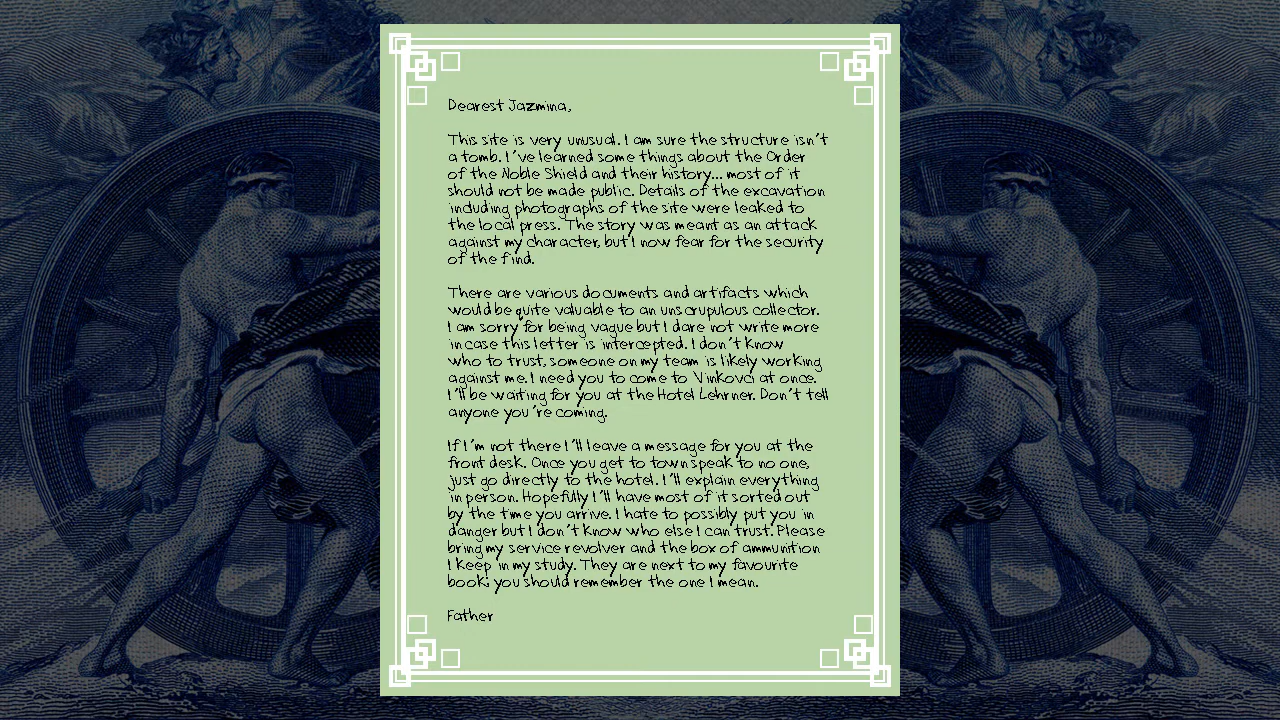 Dearest Jazmina,
This site is very unusual. I am sure the structure isn't
a tomb. I've learned some things about the Order
of the Noble Shield and their history... most of it
should not be made public. Details of the excavation
including photographs of the site were leaked to
the local press. The story was meant as an attack
against my character, but I now fear for the security
of the find.
There are various documents and artifacts which
would be quite valuable to an unscrupulous collector.
I am sorry for being vague but I dare not write more
in case this letter is intercepted. I don't know
who to trust, someone on my team is likely working
against me. I need you to come to Vinkovci at once.
I'll be waiting for you at the Hotel Lehrner. Don't tell
anyone you're coming.
If I'm not there I'll leave a message for you at the
front desk. Once you get to town speak to no one,
just go directly to the hotel. I'll explain everything
in person. Hopefully I'll have most of it sorted out
by the time you arrive. I hate to possibly put you in
danger but I don't know who else I can trust. Please
bring my service revolver and the box of ammunition
I keep in my study. They are next to my favourite
book; you should remember the one I mean.
Father